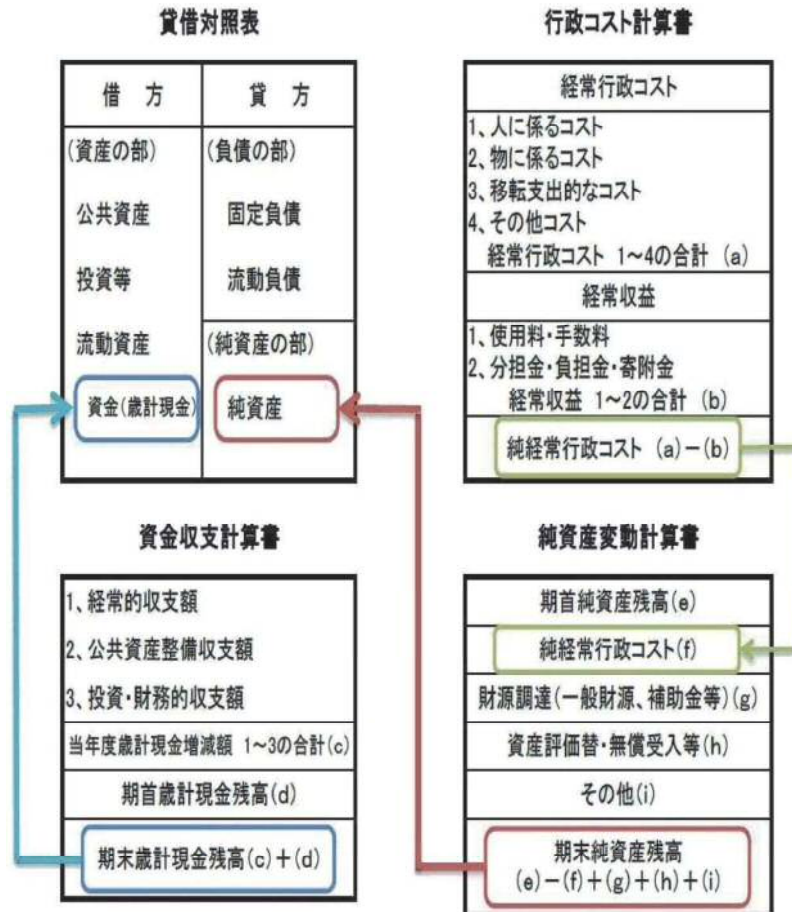 貸借対照表
借 方
貸 方
(資産の部)
公共資産
投資等
流動資産
資金(歳計現金)
(負債の部)
固定負債
流動負債
(純資産の部)
純資産
行政コスト計算書
経常行政コスト
1、人に係るコスト
2、物に係るコスト
3、移転支出的なコスト
4、その他コスト
経常行政コスト 1~4の合計 (a)
経常収益
1、使用料・手数料
2、分担金・負担金・寄附金
経常収益 1~2の合計 (b)
純経常行政コスト (a)-(b)
資金収支計算書
1、経常的収支額
2、公共資産整備収支額
3、投資・財務的収支額
当年度歳計現金増減額 1~3の合計(c)
期首歳計現金残高(d)
期末歳計現金残高(c)+(d)
純資産変動計算書
期首純資産残高(e)
純経常行政コスト(f)
財源調達(一般財源、補助金等)(g)
資産評価替・無償受入等(h)
その他(i)
期末純資産残高
(e)-(f)+(g)+(h)+(i)